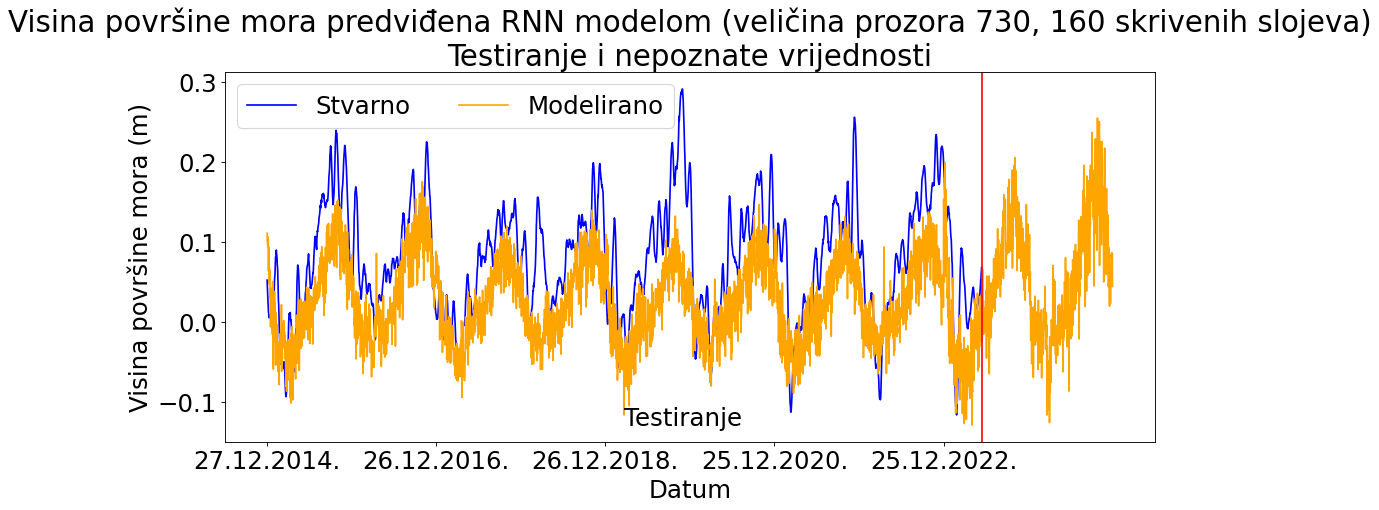 Visina površine mora predviđena RNN modelom (veličina prozora 730, 160 skrivenih slojeva)
Testiranje i nepoznate vrijednosti
Stvarno Modelirano
Visina površine mora (m)
0.3
0.2
0.1
0.0
−0.1
Testiranje
27.12.2014. 26.12.2016. 26.12.2018. 25.12.2020. 25.12.2022.
Datum